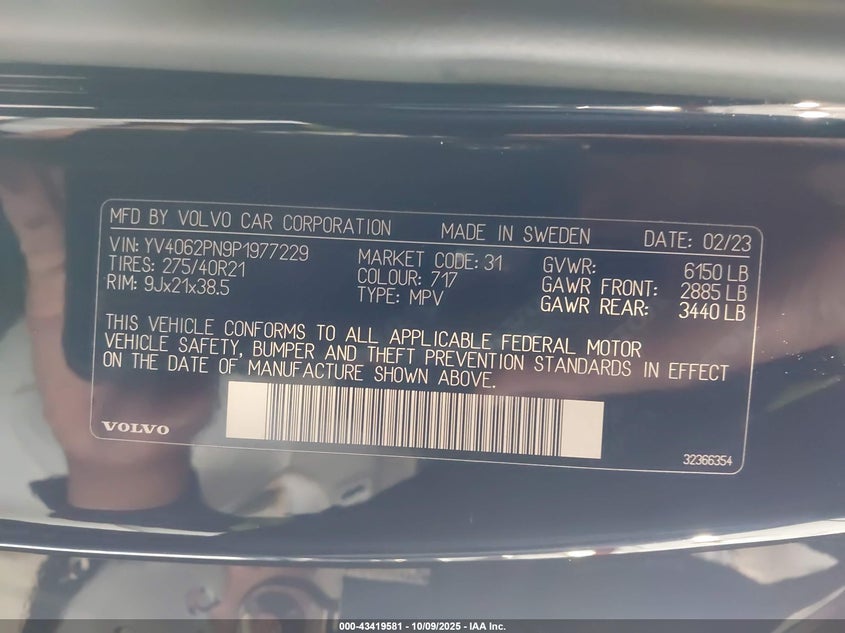 MFD BY VOLVO CAR CORPORATION MADE IN SWEDEN DATE: 02/23
VIN: YV4062PN9P1977229 MARKET CODE: 31 GVWR: 6150 LB
TIRES: 275/40R21 COLOUR: 717 GAWR FRONT: 2885 LB
RIM: 9Jx21x38.5 TYPE: MPV GAWR REAR: 3440 LB
THIS VEHICLE CONFORMS TO ALL APPLICABLE FEDERAL MOTOR
VEHICLE SAFETY, BUMPER AND THEFT PREVENTION STANDARDS IN EFFECT
ON THE DATE OF MANUFACTURE SHOWN ABOVE.
VOLVO
32366354
000-43419581 - 10/09/2025 - IAA Inc.